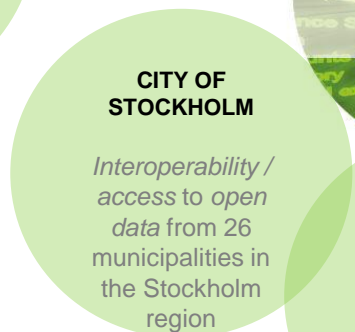 CITY OF
STOCKHOLM
Interoperability /
access to open
data from 26
municipalities in
the Stockholm
region